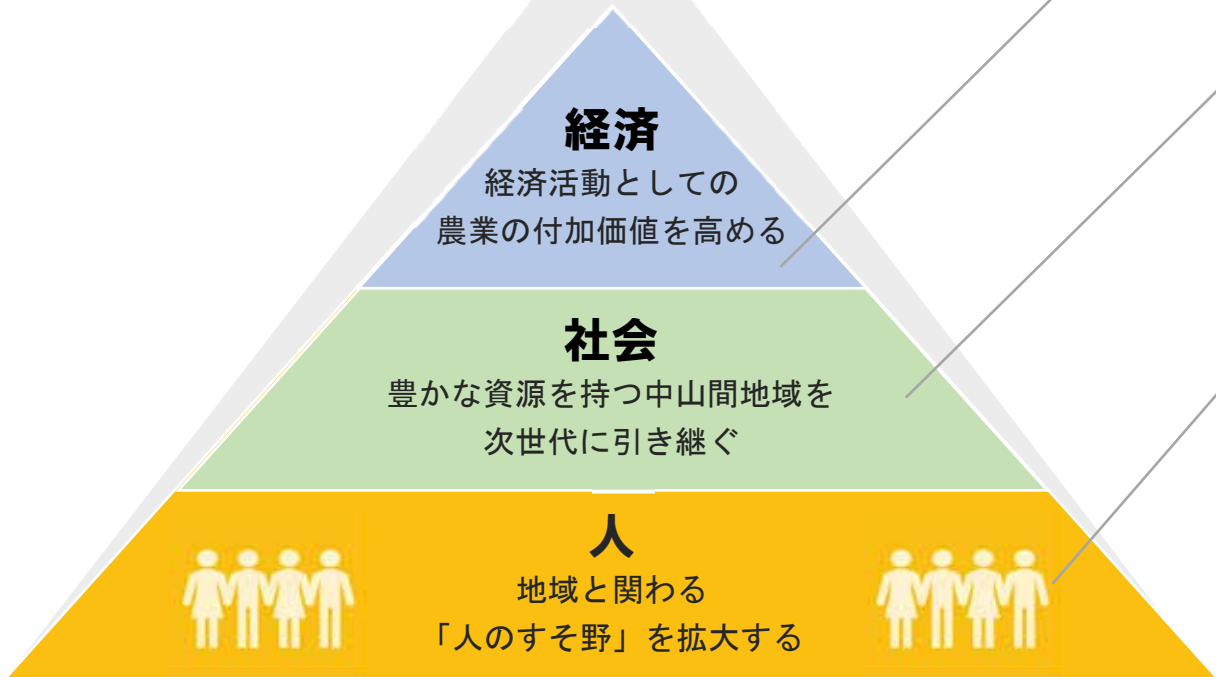 経済
経済活動としての
農業の付加価値を高める
社会
豊かな資源を持つ中山間地域を
次世代に引き継ぐ
人
地域と関わる
「人のすそ野」を拡大する